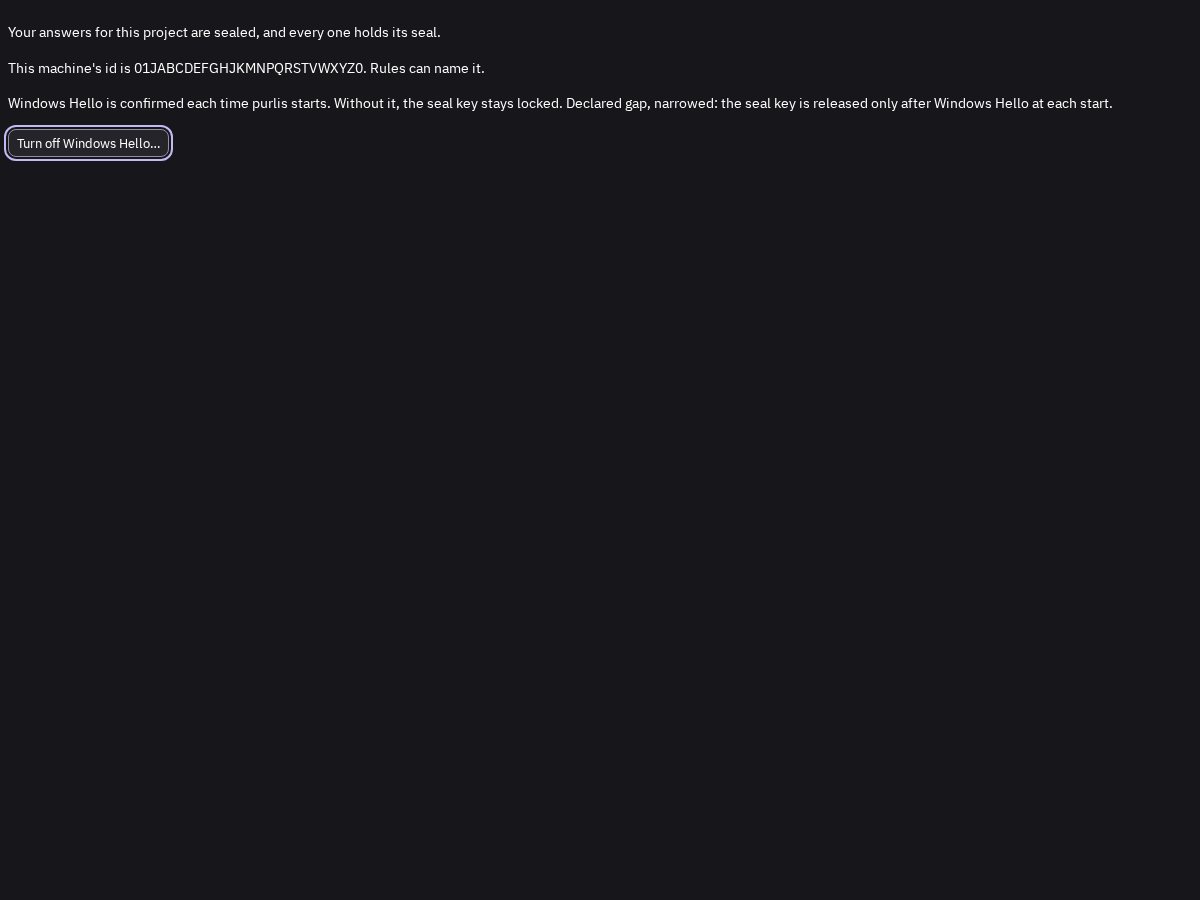 Your answers for this project are sealed, and every one holds its seal.
This machine's id is 01JABCDEFGHJKMNPQRSTVWXYZ0. Rules can name it.
Windows Hello is confirmed each time purlis starts. Without it, the seal key stays locked. Declared gap, narrowed: the seal key is released only after Windows Hello at each start.
Turn off Windows Hello…